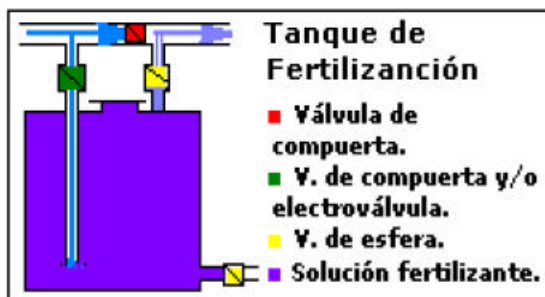 Tanque de
Fertilizanción
Válvula de
compuerta.
V. de compuerta y/o
electroválvula.
V. de esfera.
Solución fertilizante.